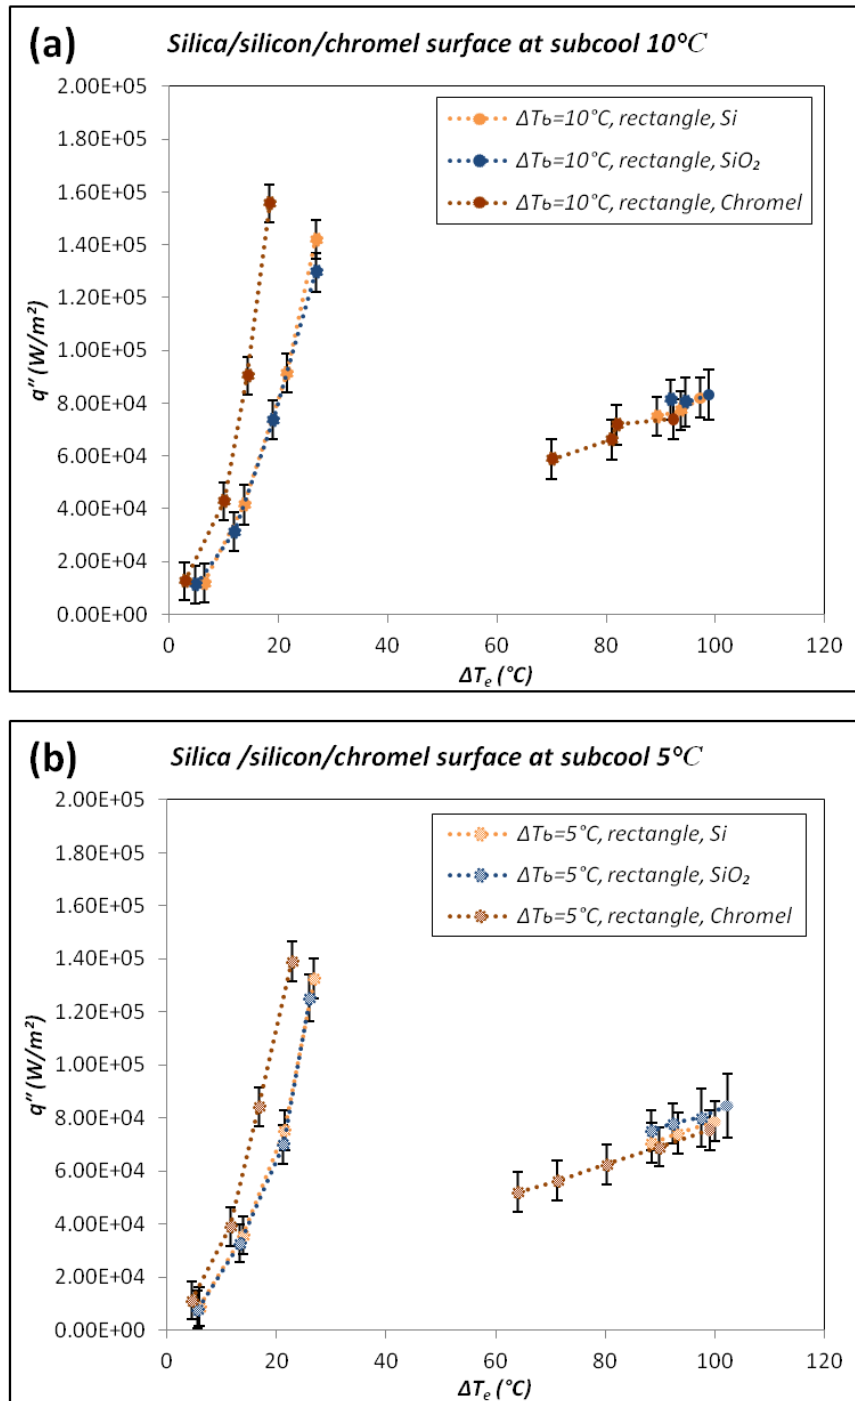 (a) Silica/silicon/chromel surface at subcool 10°C
2.00E+05
1.80E+05
1.60E+05
1.40E+05
1.20E+05
1.00E+05
8.00E+04
6.00E+04
4.00E+04
2.00E+04
0.00E+00
q" (W/m²)
ΔTb=10°C, rectangle, Si
ΔTb=10°C, rectangle, SiO₂
ΔTb=10°C, rectangle, Chromel
0 20 40 60 80 100 120
ΔTₑ (°C)
(b) Silica /silicon/chromel surface at subcool 5°C
2.00E+05
1.80E+05
1.60E+05
1.40E+05
1.20E+05
1.00E+05
8.00E+04
6.00E+04
4.00E+04
2.00E+04
0.00E+00
q" (W/m²)
ΔTb=5°C, rectangle, Si
ΔTb=5°C, rectangle, SiO₂
ΔTb=5°C, rectangle, Chromel
0 20 40 60 80 100 120
ΔTₑ (°C)